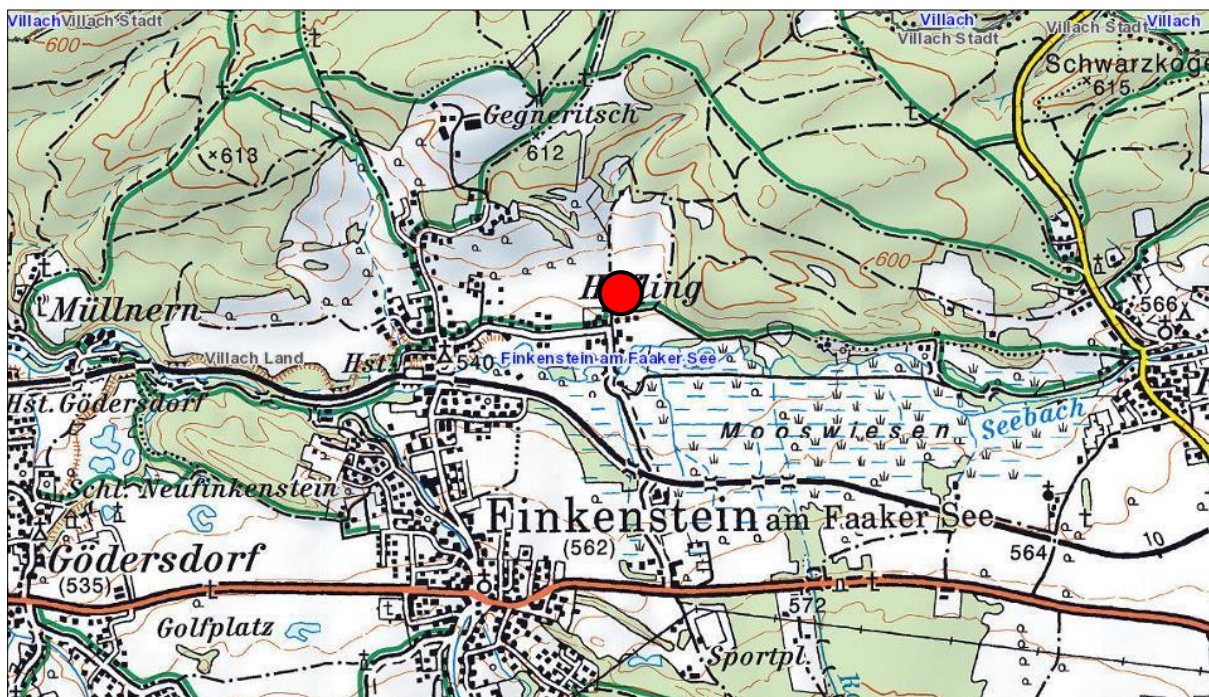 Villach
Villach Stadt
Villach
Villach Stadt
Villach Stadt
Villach
600
Schwarzkoge
615
Gegneritsch
612
613
600
Müllnern
566
Villach Land
Hst.
540
Finkenstein am Faaker See
Hst. Gödersdorf
Mooswiesen
Seebach
Schl. Neufinkenstein
Finkenstein am Faaker See
(562)
Gödersdorf
(535)
564
10
572
Golfplatz
Sportpl.